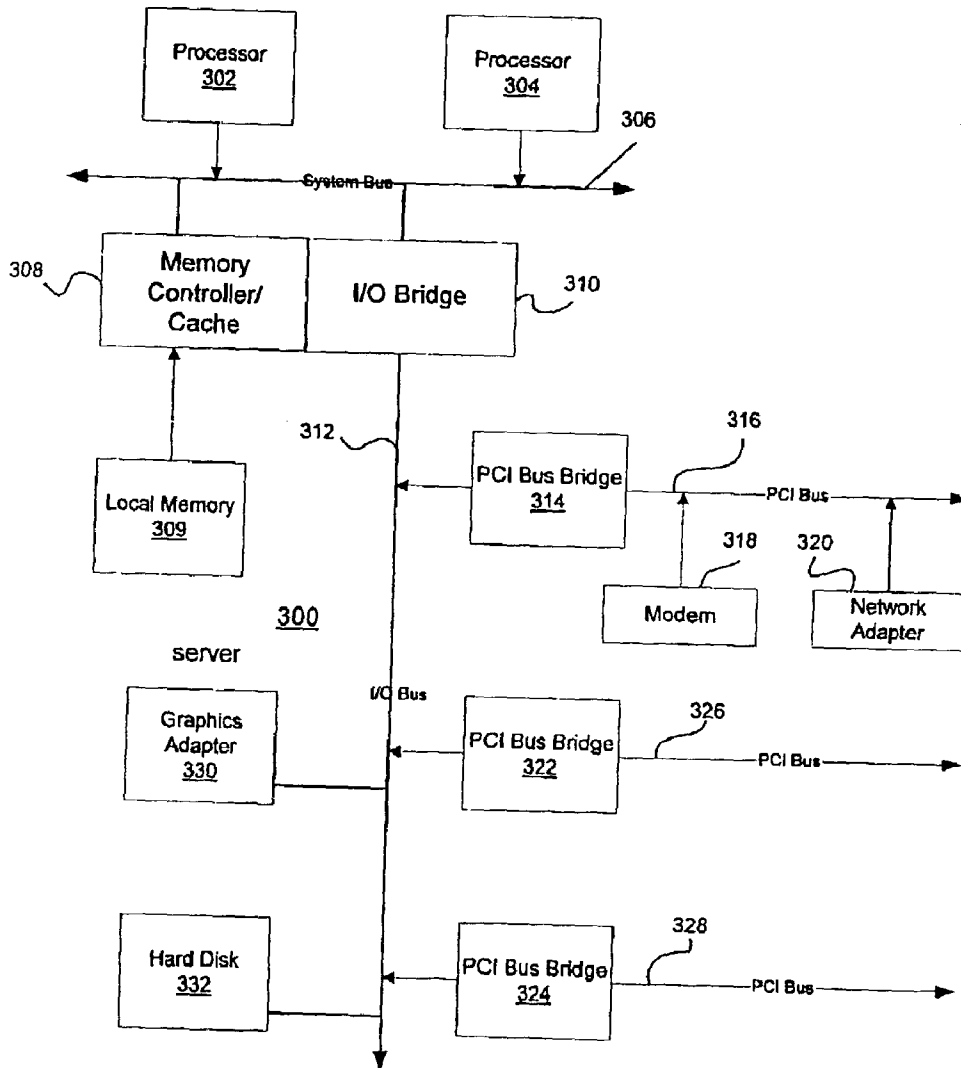 Processor
302
Processor
304
306
System Bus
308
Memory
Controller/
Cache
I/O Bridge
310
312
Local Memory
309
PCI Bus Bridge
314
316
PCI Bus
318
Modem
320
Network
Adapter
300
server
I/O Bus
Graphics
Adapter
330
PCI Bus Bridge
322
326
PCI Bus
Hard Disk
332
PCI Bus Bridge
324
328
PCI Bus